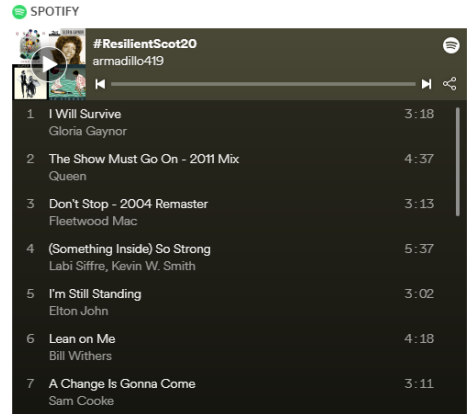 SPOTIFY
#ResilientScot20
armadillo419
1 I Will Survive 3:18
Gloria Gaynor
2 The Show Must Go On - 2011 Mix 4:37
Queen
3 Don't Stop - 2004 Remaster 3:13
Fleetwood Mac
4 (Something Inside) So Strong 5:37
Labi Siffre, Kevin W. Smith
5 I'm Still Standing 3:02
Elton John
6 Lean on Me 4:18
Bill Withers
7 A Change Is Gonna Come 3:11
Sam Cooke